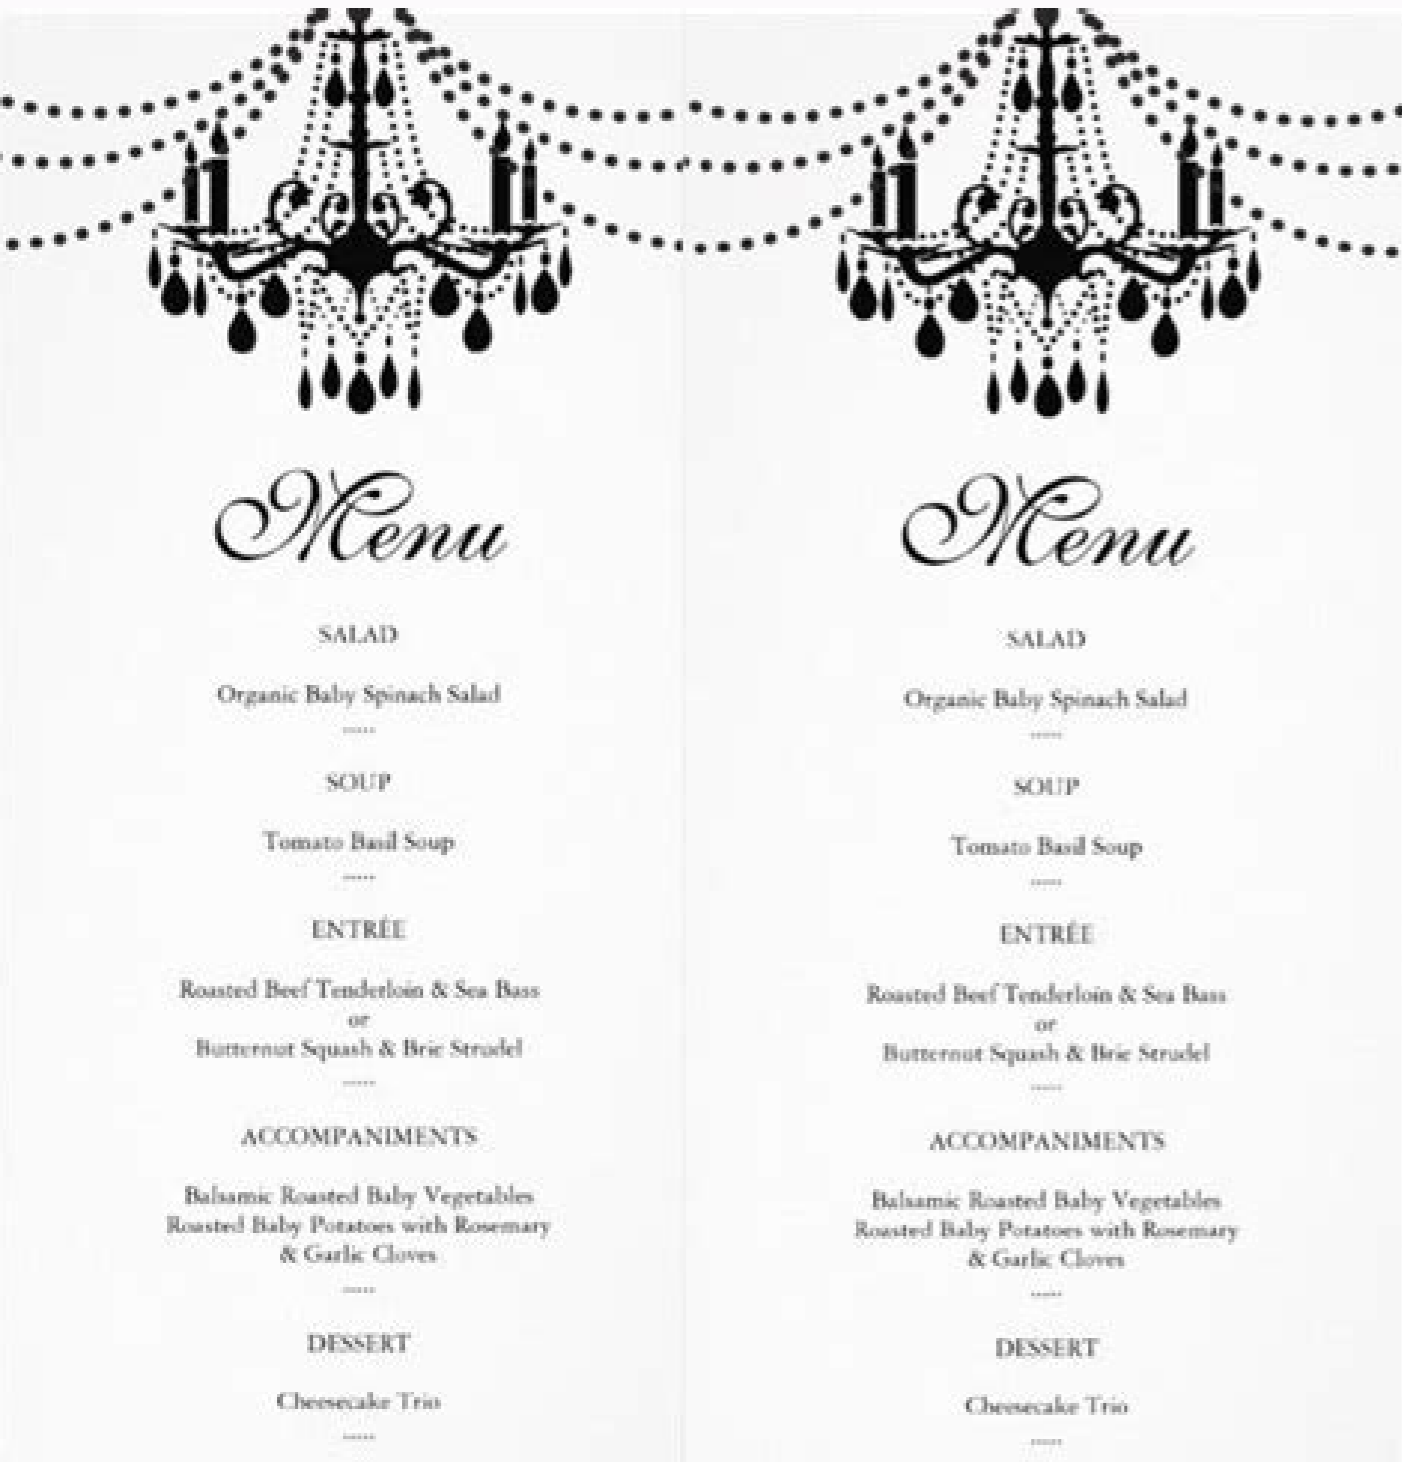 Menu
SALAD
Organic Baby Spinach Salad
-----
SOUP
Tomato Basil Soup
-----
ENTRÉE
Roasted Beef Tenderloin & Sea Bass
or
Butternut Squash & Brie Strudel
-----
ACCOMPANIMENTS
Balsamic Roasted Baby Vegetables
Roasted Baby Potatoes with Rosemary
& Garlic Cloves
-----
DESSERT
Cheesecake Trio
-----
Menu
SALAD
Organic Baby Spinach Salad
-----
SOUP
Tomato Basil Soup
-----
ENTRÉE
Roasted Beef Tenderloin & Sea Bass
or
Butternut Squash & Brie Strudel
-----
ACCOMPANIMENTS
Balsamic Roasted Baby Vegetables
Roasted Baby Potatoes with Rosemary
& Garlic Cloves
-----
DESSERT
Cheesecake Trio
-----